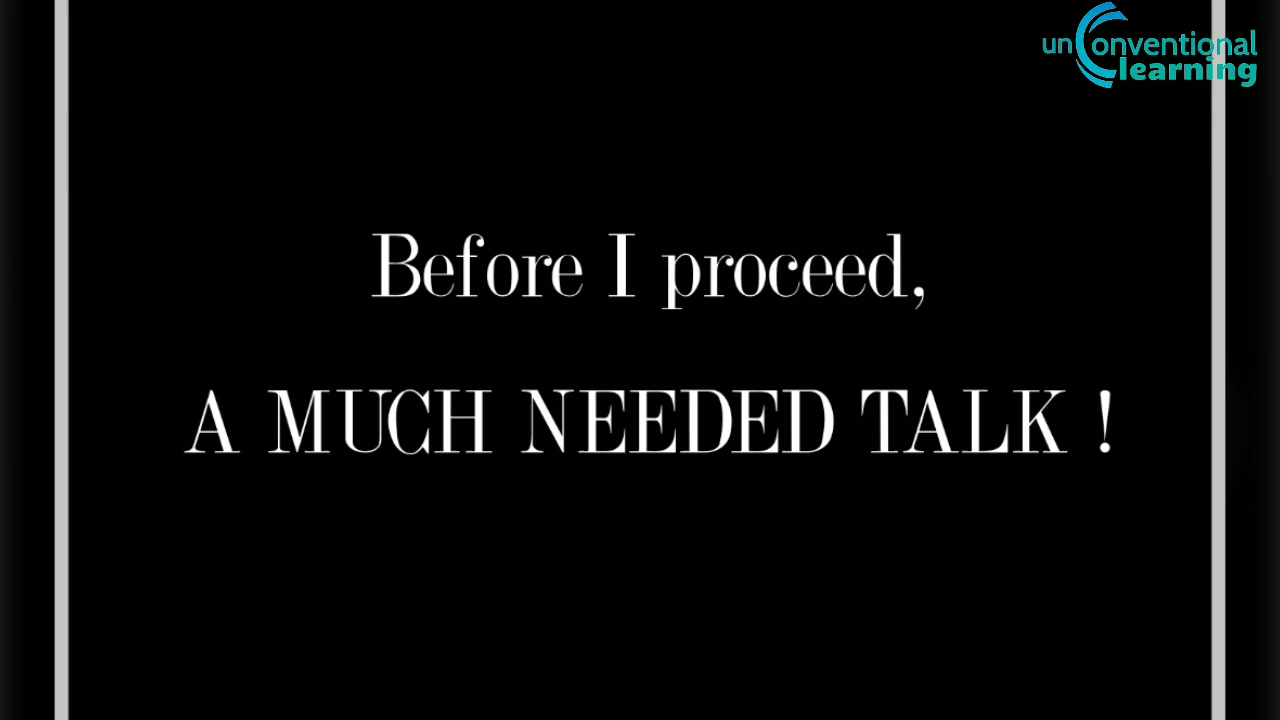 unConventional
learning
Before I proceed,
A MUCH NEEDED TALK !